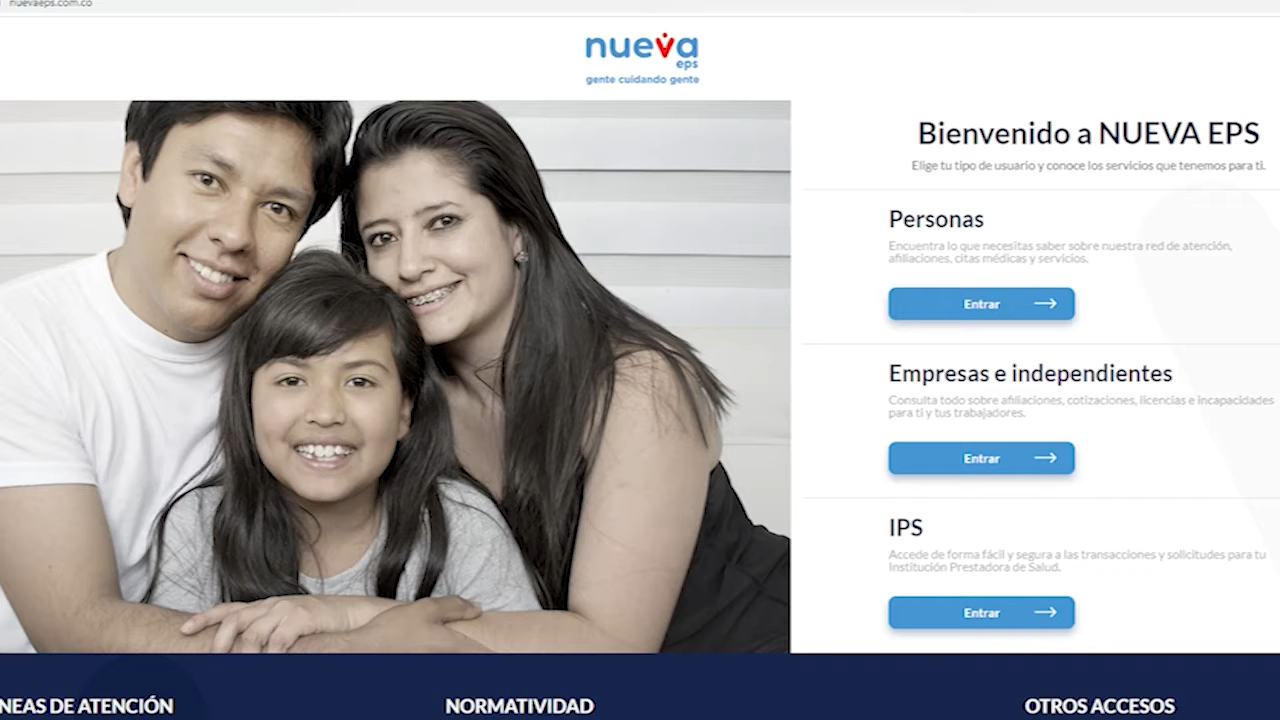 nuevaeps.com.co
nueva
eps
gente cuidando gente
Bienvenido a NUEVA EPS
Elige tu tipo de usuario y conoce los servicios que tenemos para ti.
Personas
Encuentra lo que necesitas saber sobre nuestra red de atención,
afiliaciones, citas médicas y servicios.
Entrar
Empresas e independientes
Consulta todo sobre afiliaciones, cotizaciones, licencias e incapacidades
para ti y tus trabajadores.
Entrar
IPS
Accede de forma fácil y segura a las transacciones y solicitudes para tu
Institución Prestadora de Salud.
Entrar
NEAS DE ATENCIÓN
NORMATIVIDAD
OTROS ACCESOS